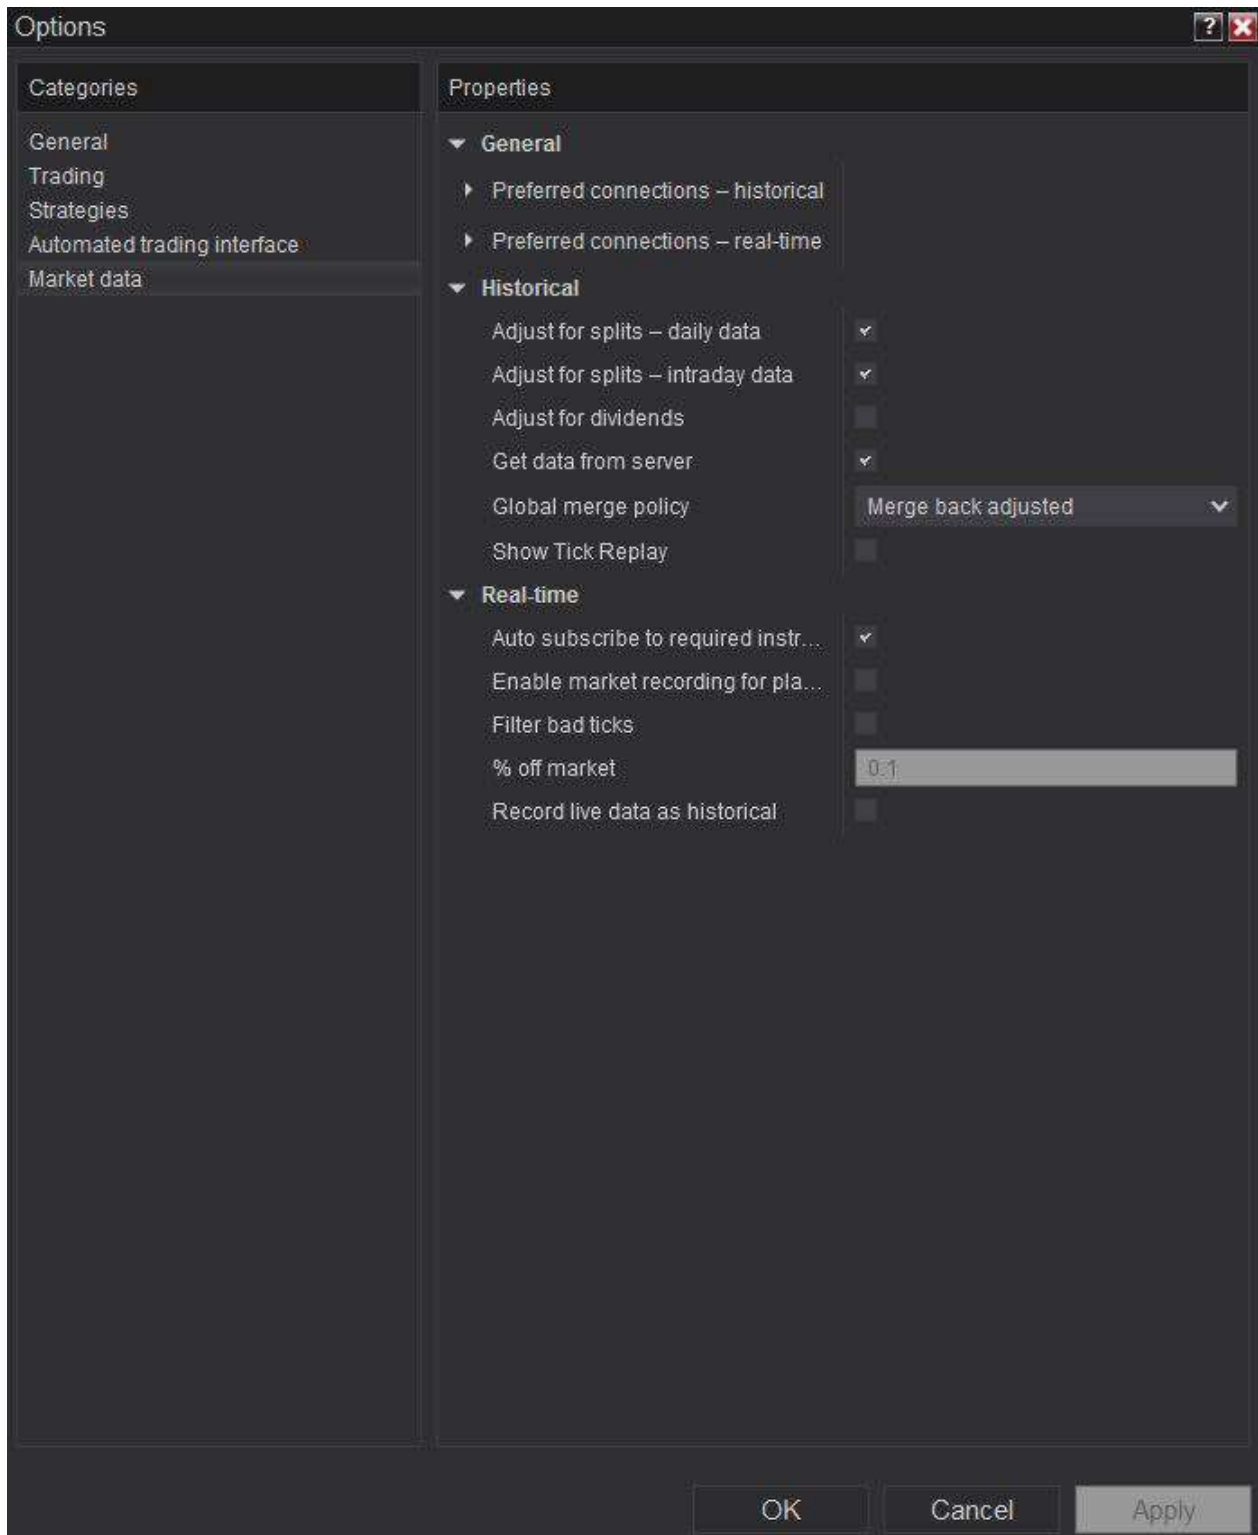 Options
?
Categories
General
Trading
Strategies
Automated trading interface
Market data
Properties
General
Preferred connections – historical
Preferred connections – real-time
Historical
Adjust for splits – daily data
Adjust for splits – intraday data
Adjust for dividends
Get data from server
Global merge policy Merge back adjusted
Show Tick Replay
Real-time
Auto subscribe to required instr...
Enable market recording for pla...
Filter bad ticks
% off market 0.1
Record live data as historical
OK Cancel Apply